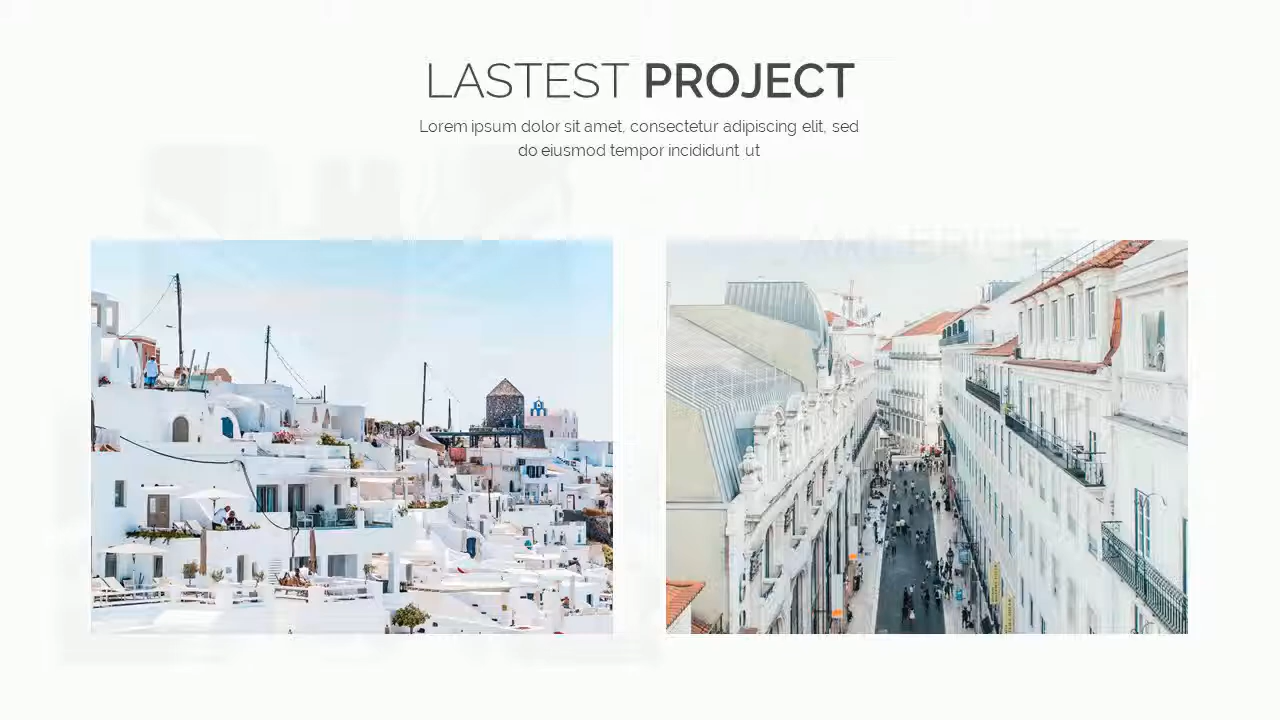 LASTEST PROJECT
Lorem ipsum dolor sit amet, consectetur adipiscing elit, sed
do eiusmod tempor incididunt ut